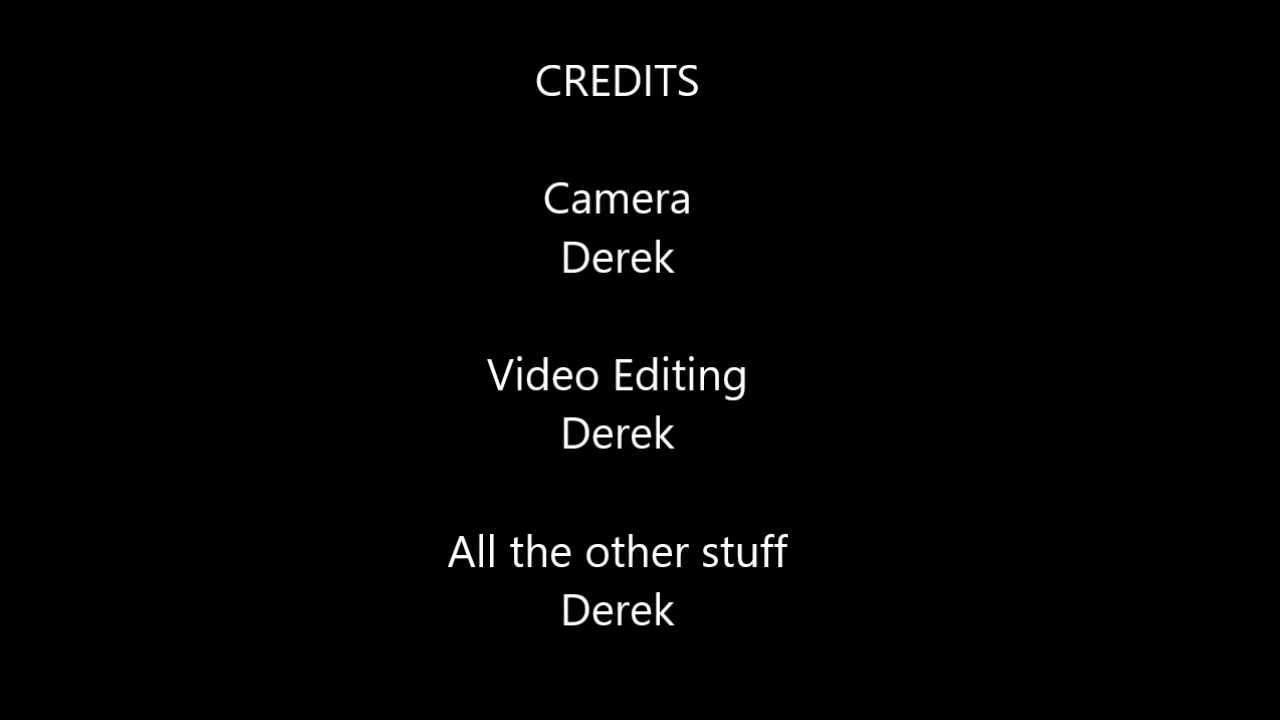 CREDITS
Camera
Derek
Video Editing
Derek
All the other stuff
Derek